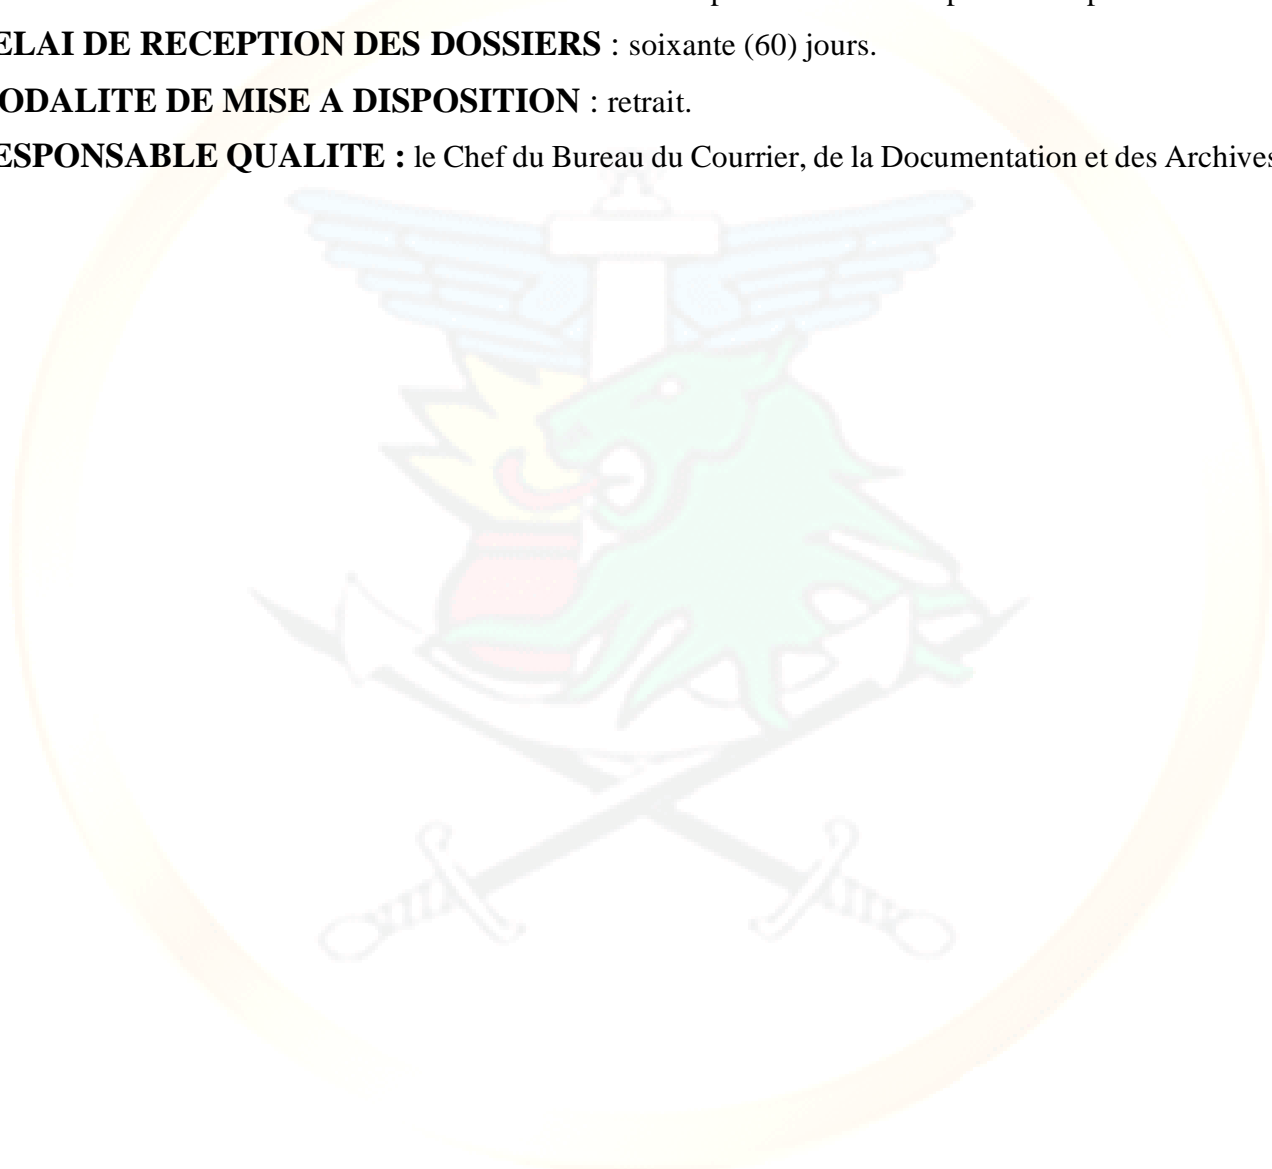 ELAI DE RECEPTION DES DOSSIERS : soixante (60) jours.
ODALITE DE MISE A DISPOSITION : retrait.
ESPONSABLE QUALITE : le Chef du Bureau du Courrier, de la Documentation et des Archives